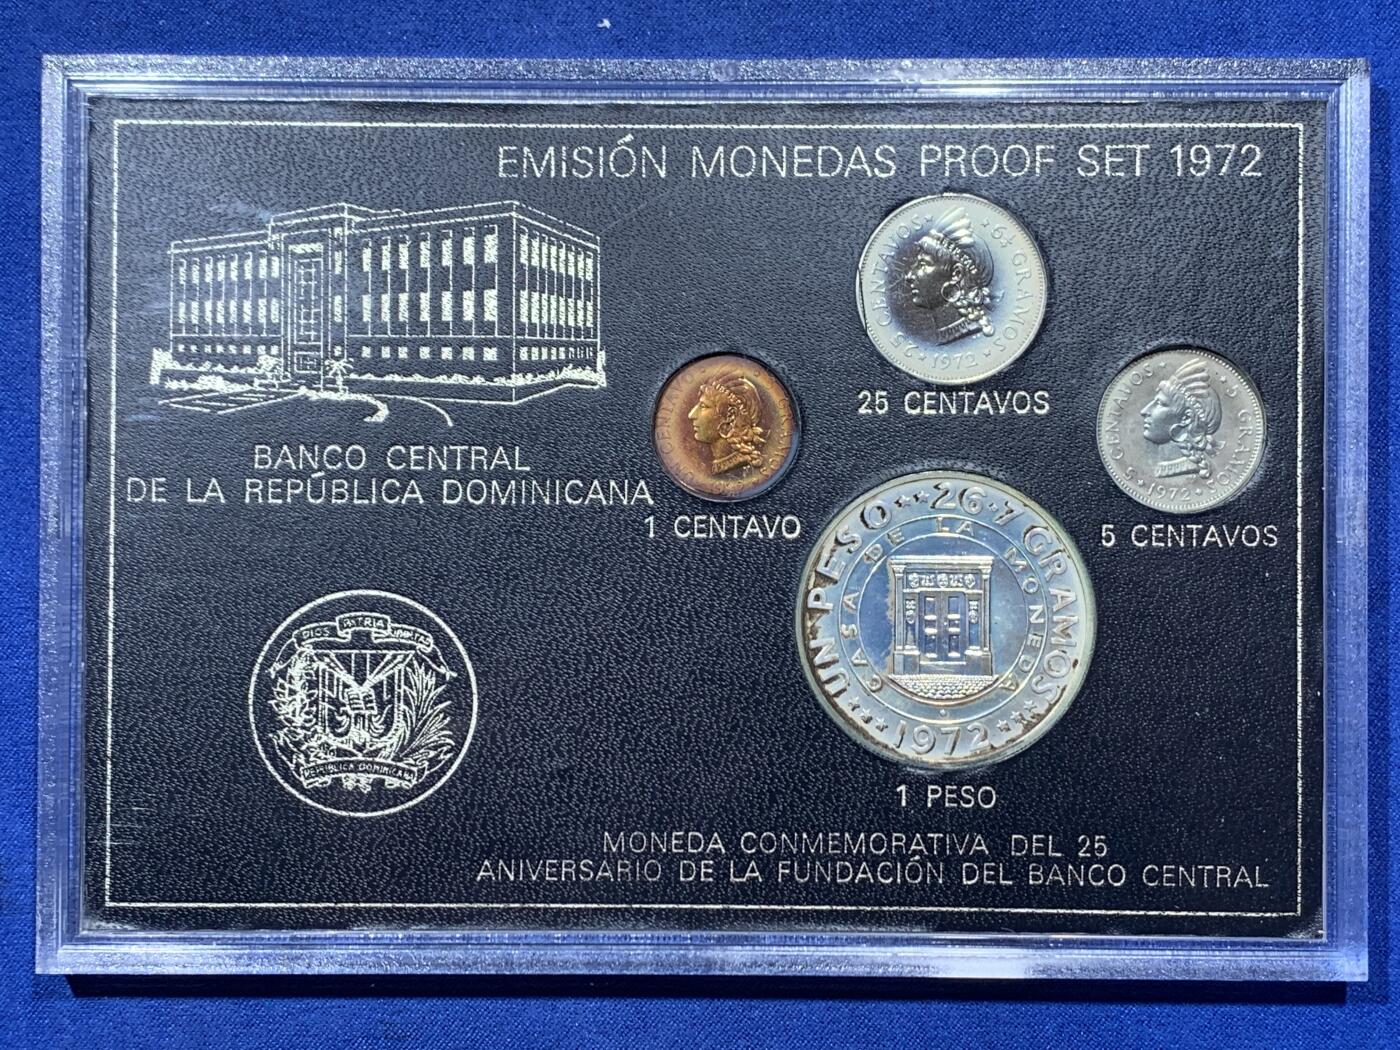 EMISIÓN MONEDAS PROOF SET 1972
25 CENTAVOS ★ ★ 6¼ GRAMOS ★ 1972 ★
25 CENTAVOS
BANCO CENTRAL
DE LA REPÚBLICA DOMINICANA
1 CENTAVO
5 CENTAVOS ★ ★ 5 GRAMOS ★ 1972 ★
5 CENTAVOS
UN PESO ★ ★ ★ 26·7 GRAMOS
CASA DE LA MONEDA
1972
1 PESO
DIOS PATRIA LIBERTAD
REPÚBLICA DOMINICANA
MONEDA CONMEMORATIVA DEL 25
ANIVERSARIO DE LA FUNDACIÓN DEL BANCO CENTRAL